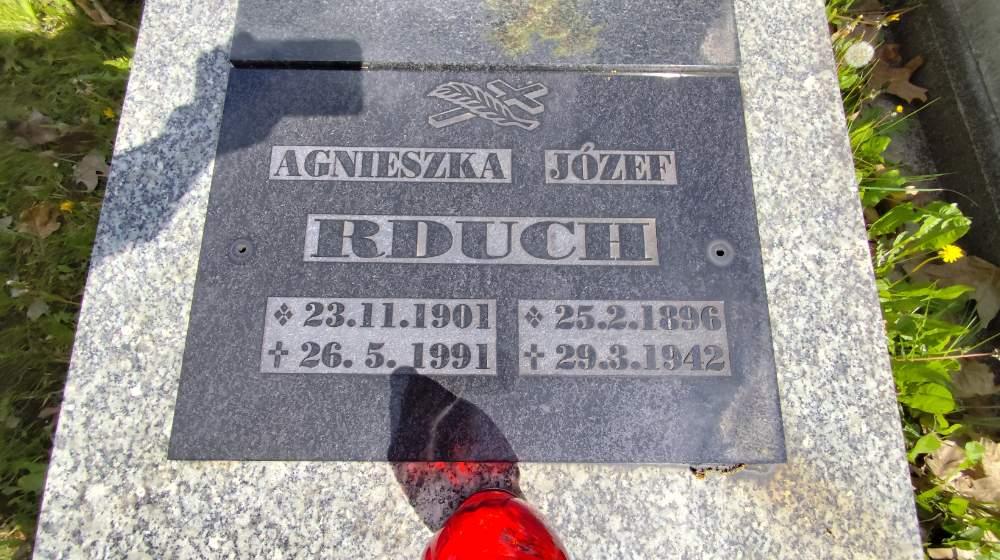 AGNIESZKA JÓZEF
RDUCH
❖ 23.11.1901 ❖ 25.2.1896
✝ 26. 5. 1991 ✝ 29.3.1942